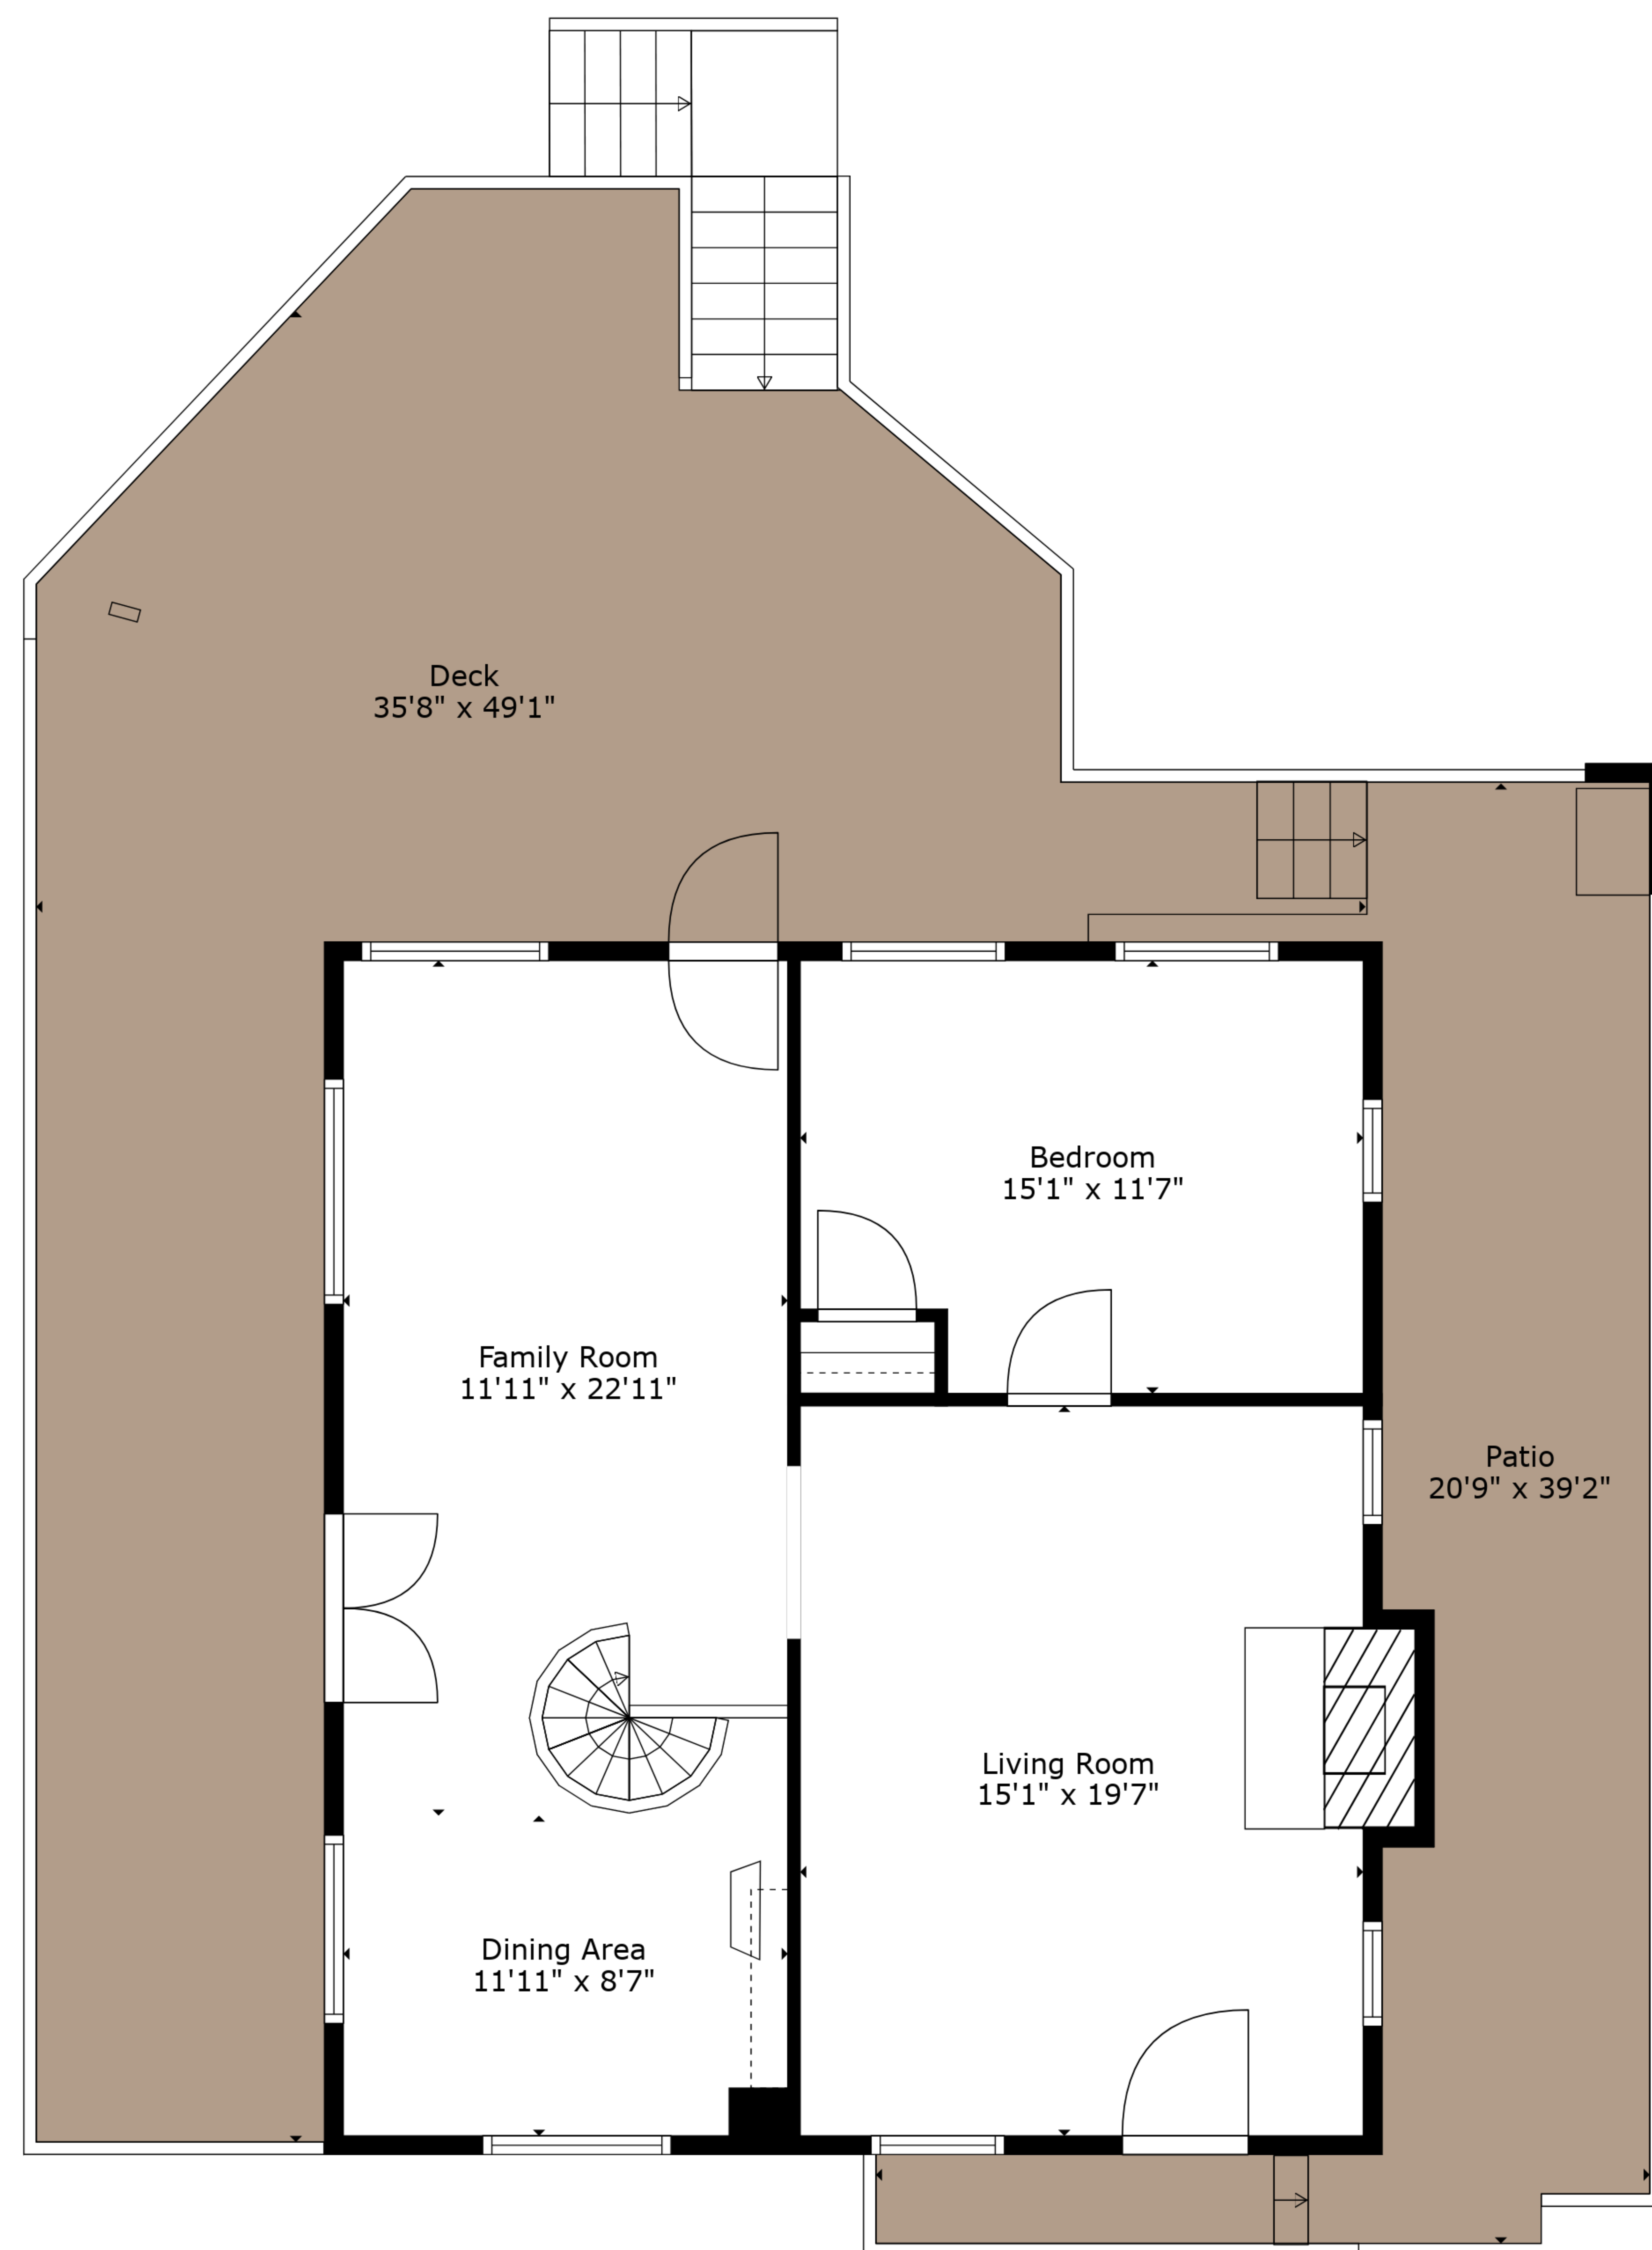 Deck
35'8" x 49'1"
Bedroom
15'1" x 11'7"
Family Room
11'11" x 22'11"
Patio
20'9" x 39'2"
Living Room
15'1" x 19'7"
Dining Area
11'11" x 8'7"